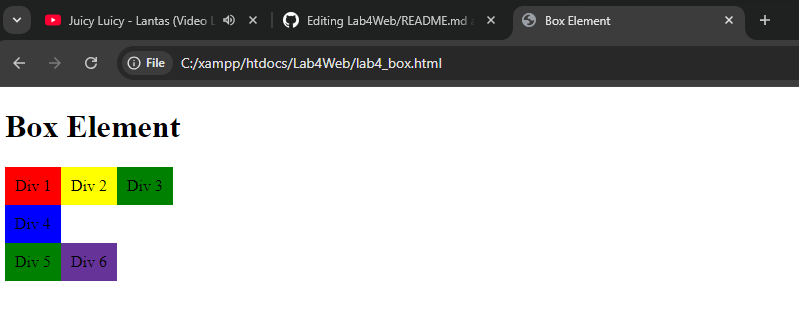 Juicy Luicy - Lantas (Video L
Editing Lab4Web/README.md a
Box Element
File
C:/xampp/htdocs/Lab4Web/lab4_box.html
Box Element
Div 1 Div 2 Div 3
Div 4
Div 5 Div 6